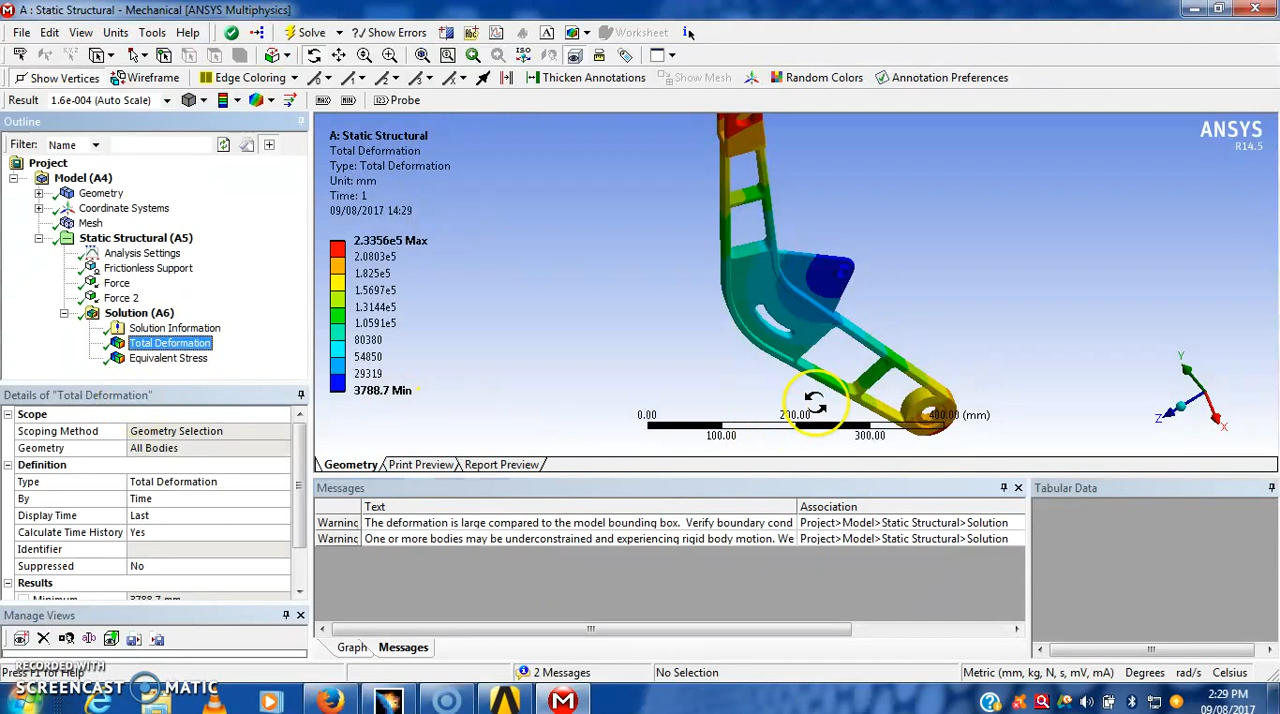 A : Static Structural - Mechanical [ANSYS Multiphysics]
File Edit View Units Tools Help Solve ?/ Show Errors Worksheet
Show Vertices Wireframe Edge Coloring Thicken Annotations Show Mesh Random Colors Annotation Preferences
Result 1.6e-004 (Auto Scale) MAX MIN Probe
Outline
Filter: Name
Project
Model (A4)
Geometry
Coordinate Systems
Mesh
Static Structural (A5)
Analysis Settings
Frictionless Support
Force
Force 2
Solution (A6)
Solution Information
Total Deformation
Equivalent Stress
Details of "Total Deformation"
Scope
Scoping Method Geometry Selection
Geometry All Bodies
Definition
Type Total Deformation
By Time
Display Time Last
Calculate Time History Yes
Identifier
Suppressed No
Results
Minimum 3788.7 mm
Manage Views
A: Static Structural
Total Deformation
Type: Total Deformation
Unit: mm
Time: 1
09/08/2017 14:29
2.3356e5 Max
2.0803e5
1.825e5
1.5697e5
1.3144e5
1.0591e5
80380
54850
29319
3788.7 Min
ANSYS
R14.5
0.00 200.00 400.00 (mm)
100.00 300.00
Y
Z
X
Geometry Print Preview Report Preview
Messages
Text Association
Warning The deformation is large compared to the model bounding box. Verify boundary cond Project>Model>Static Structural>Solution
Warning One or more bodies may be underconstrained and experiencing rigid body motion. We Project>Model>Static Structural>Solution
Graph Messages
Tabular Data
Press F1 for Help 2 Messages No Selection Metric (mm, kg, N, s, mV, mA) Degrees rad/s Celsius
RECORDED WITH
SCREENCAST MATIC
2:29 PM
09/08/2017